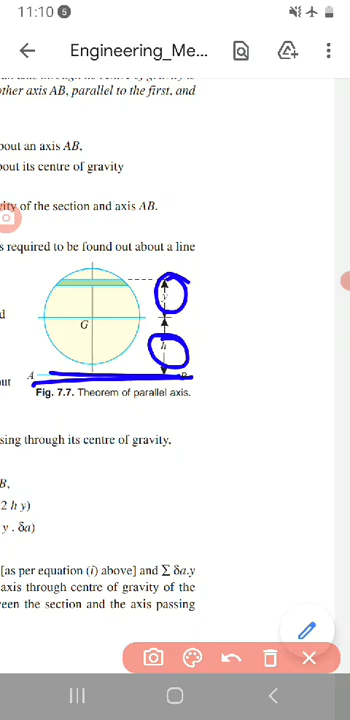 11:10 5
Engineering_Me...
other axis AB, parallel to the first, and
bout an axis AB,
bout its centre of gravity
vity of the section and axis AB.
s required to be found out about a line
y
d
G
h
A
B
out
Fig. 7.7. Theorem of parallel axis.
sing through its centre of gravity,
B,
2 h y)
y . δa)
[as per equation (i) above] and Σ δa.y
axis through centre of gravity of the
een the section and the axis passing